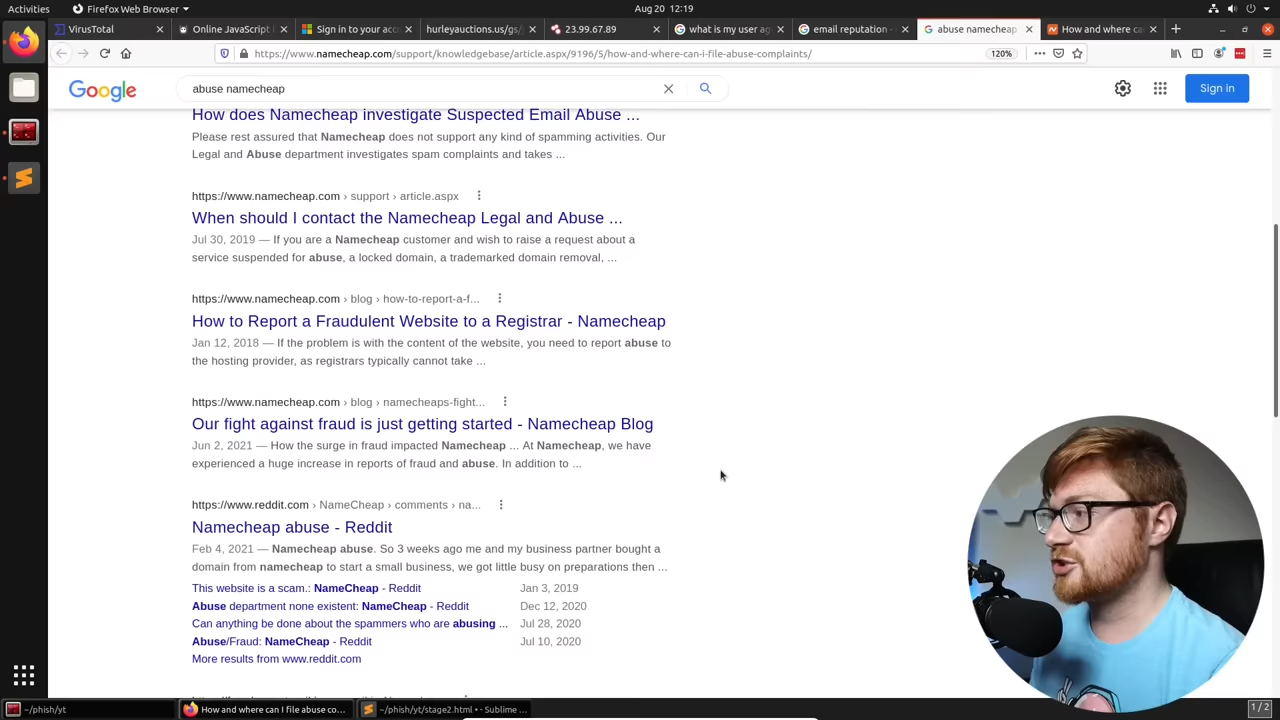 Firefox Web Browser
Aug 20 12:19
VirusTotal
Online JavaScript
Sign in to your acc
hurleyauctions.us/gs/
23.99.67.89
what is my user ag
email reputation -
abuse namecheap
How and where ca
https://www.namecheap.com/support/knowledgebase/article.aspx/9196/5/how-and-where-can-i-file-abuse-complaints/
120%
Google
abuse namecheap
Sign in
How does Namecheap investigate Suspected Email Abuse ...
Please rest assured that Namecheap does not support any kind of spamming activities. Our
Legal and Abuse department investigates spam complaints and takes ...
https://www.namecheap.com › support › article.aspx
When should I contact the Namecheap Legal and Abuse ...
Jul 30, 2019 — If you are a Namecheap customer and wish to raise a request about a
service suspended for abuse, a locked domain, a trademarked domain removal, ...
https://www.namecheap.com › blog › how-to-report-a-f...
How to Report a Fraudulent Website to a Registrar - Namecheap
Jan 12, 2018 — If the problem is with the content of the website, you need to report abuse to
the hosting provider, as registrars typically cannot take ...
https://www.namecheap.com › blog › namecheaps-fight...
Our fight against fraud is just getting started - Namecheap Blog
Jun 2, 2021 — How the surge in fraud impacted Namecheap ... At Namecheap, we have
experienced a huge increase in reports of fraud and abuse. In addition to ...
https://www.reddit.com › NameCheap › comments › na...
Namecheap abuse - Reddit
Feb 4, 2021 — Namecheap abuse. So 3 weeks ago me and my business partner bought a
domain from namecheap to start a small business, we got little busy on preparations then ...
This website is a scam.: NameCheap - Reddit Jan 3, 2019
Abuse department none existent: NameCheap - Reddit Dec 12, 2020
Can anything be done about the spammers who are abusing ... Jul 28, 2020
Abuse/Fraud: NameCheap - Reddit Jul 10, 2020
More results from www.reddit.com
~/phish/yt
How and where can I file abuse co...
~/phish/yt/stage2.html • - Sublime ...
1 / 2